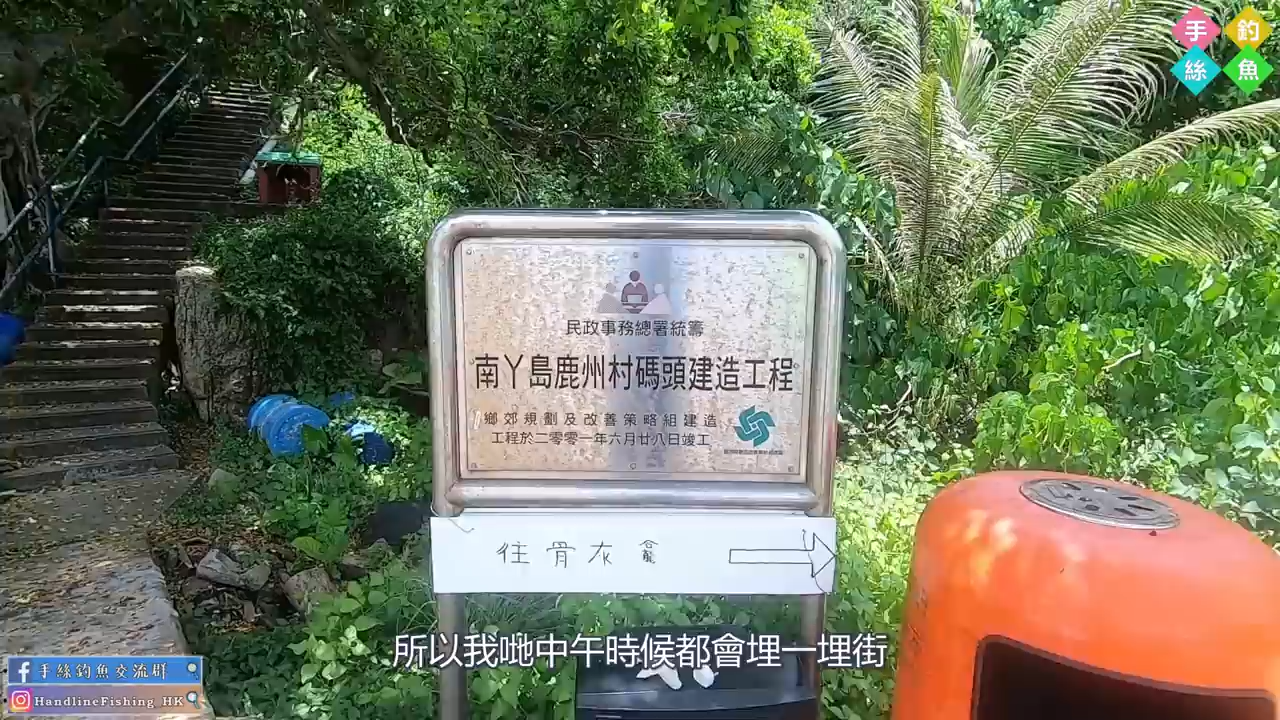 手釣
絲魚
民政事務總署統籌
南丫島鹿州村碼頭建造工程
鄉郊規劃及改善策略組建造
工程於二零零一年六月廿八日竣工
往骨灰龕
所以我哋中午時候都會埋一埋街
手絲釣魚交流群
HandlineFishing_HK